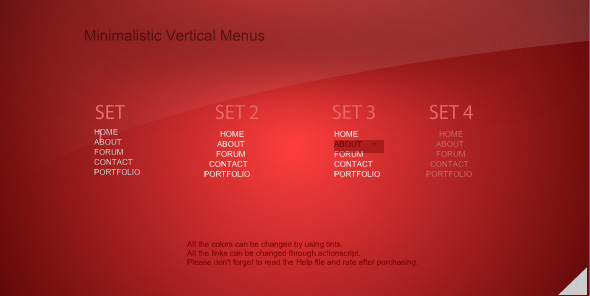 Minimalistic Vertical Menus
SET
SET 2
SET 3
SET 4
HOME
ABOUT
FORUM
CONTACT
PORTFOLIO
HOME
ABOUT
FORUM
CONTACT
PORTFOLIO
HOME
ABOUT
FORUM
CONTACT
PORTFOLIO
HOME
ABOUT
FORUM
CONTACT
PORTFOLIO
All the colors can be changed by using tints.
All the links can be changed through actionscript.
Please don't forget to read the Help file and rate after purchasing.